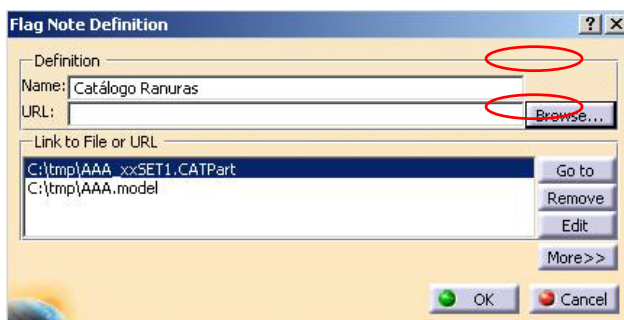 Flag Note Definition ? ×
Definition
Name: Catálogo Ranuras
URL: Browse...
Link to File or URL
C:\tmp\AAA_xxSET1.CATPart Go to
C:\tmp\AAA.model Remove
Edit
More>>
OK Cancel